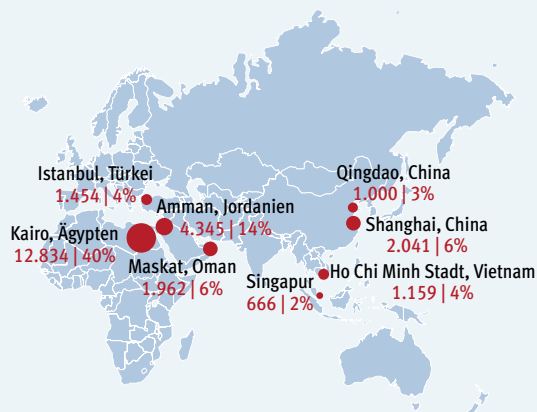 Istanbul, Türkei
1.454 | 4%
Amman, Jordanien
4.345 | 14%
Kairo, Ägypten
12.834 | 40%
Maskat, Oman
1.962 | 6%
Qingdao, China
1.000 | 3%
Shanghai, China
2.041 | 6%
Singapur
666 | 2%
Ho Chi Minh Stadt, Vietnam
1.159 | 4%